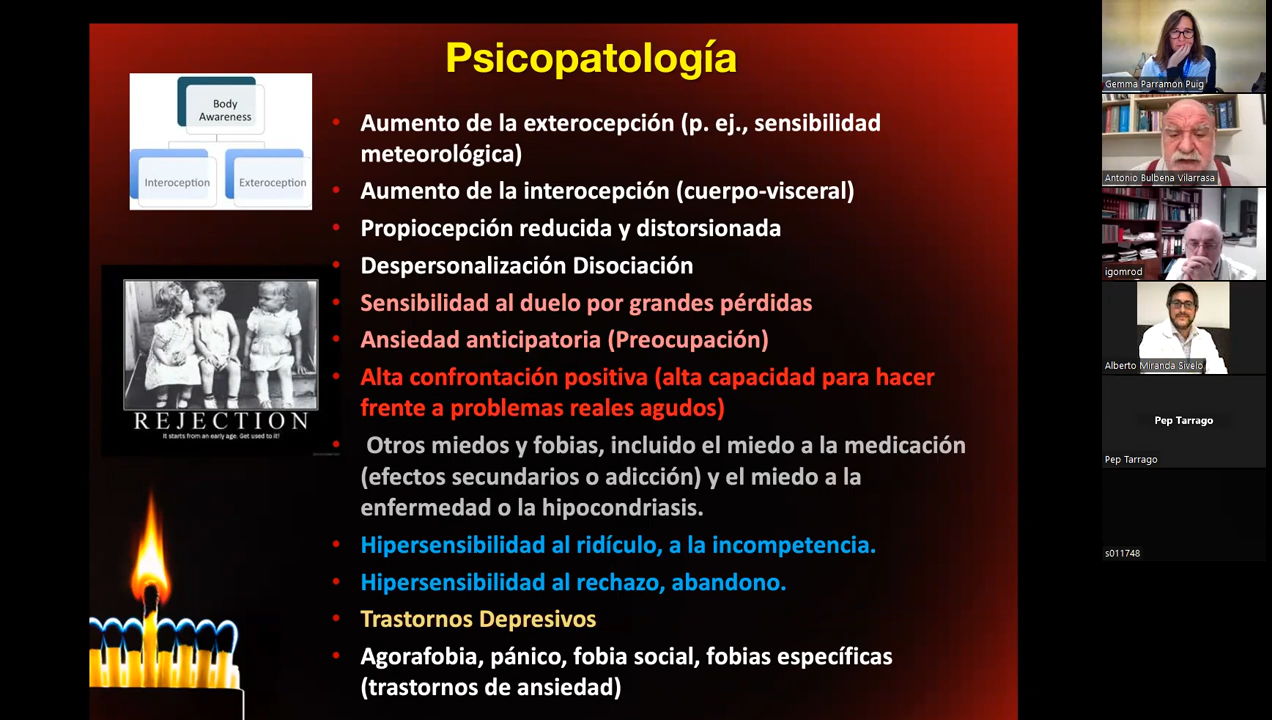 Psicopatología
Body
Awareness
Interoception
Exteroception
• Aumento de la exterocepción (p. ej., sensibilidad
meteorológica)
• Aumento de la interocepción (cuerpo-visceral)
• Propiocepción reducida y distorsionada
• Despersonalización Disociación
• Sensibilidad al duelo por grandes pérdidas
• Ansiedad anticipatoria (Preocupación)
• Alta confrontación positiva (alta capacidad para hacer
frente a problemas reales agudos)
• Otros miedos y fobias, incluido el miedo a la medicación
(efectos secundarios o adicción) y el miedo a la
enfermedad o la hipocondriasis.
• Hipersensibilidad al ridículo, a la incompetencia.
• Hipersensibilidad al rechazo, abandono.
• Trastornos Depresivos
• Agorafobia, pánico, fobia social, fobias específicas
(trastornos de ansiedad)
REJECTION
It starts from an early age. Get used to it!
Gemma Parramon Puig
Antonio Bulbena Vilarrasa
igomrod
Alberto Miranda Sivelo
Pep Tarrago
Pep Tarrago
s011748